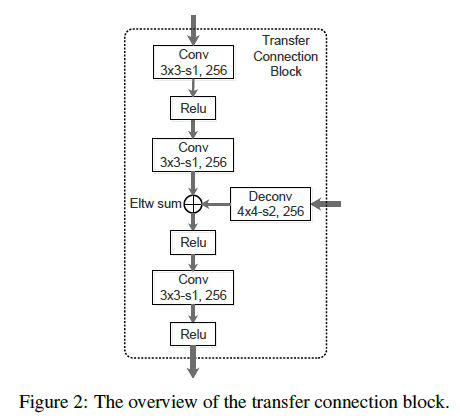 Transfer
Connection
Block
Conv
3x3-s1, 256
Relu
Conv
3x3-s1, 256
Eltw sum
Deconv
4x4-s2, 256
Relu
Conv
3x3-s1, 256
Relu
Figure 2: The overview of the transfer connection block.